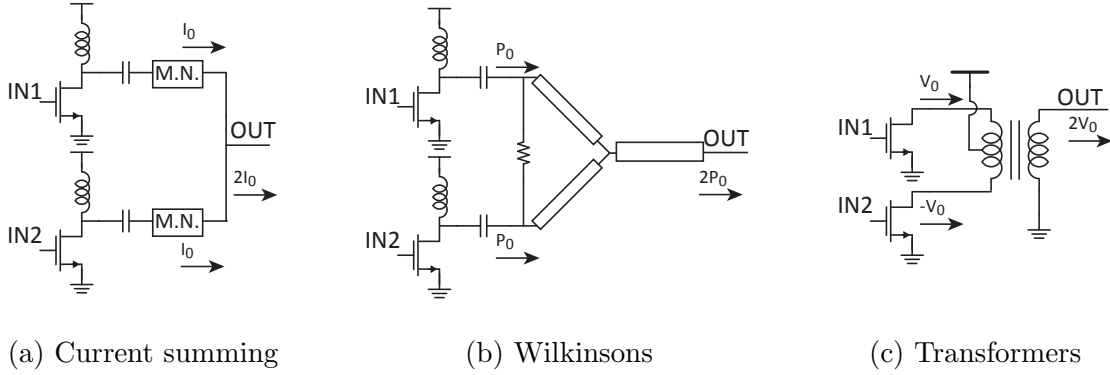 I₀
M.N.
IN1
OUT
2I₀
M.N.
IN2
I₀
(a) Current summing
P₀
IN1
OUT
2P₀
IN2
P₀
(b) Wilkinsons
V₀
OUT
IN1
2V₀
IN2
-V₀
(c) Transformers